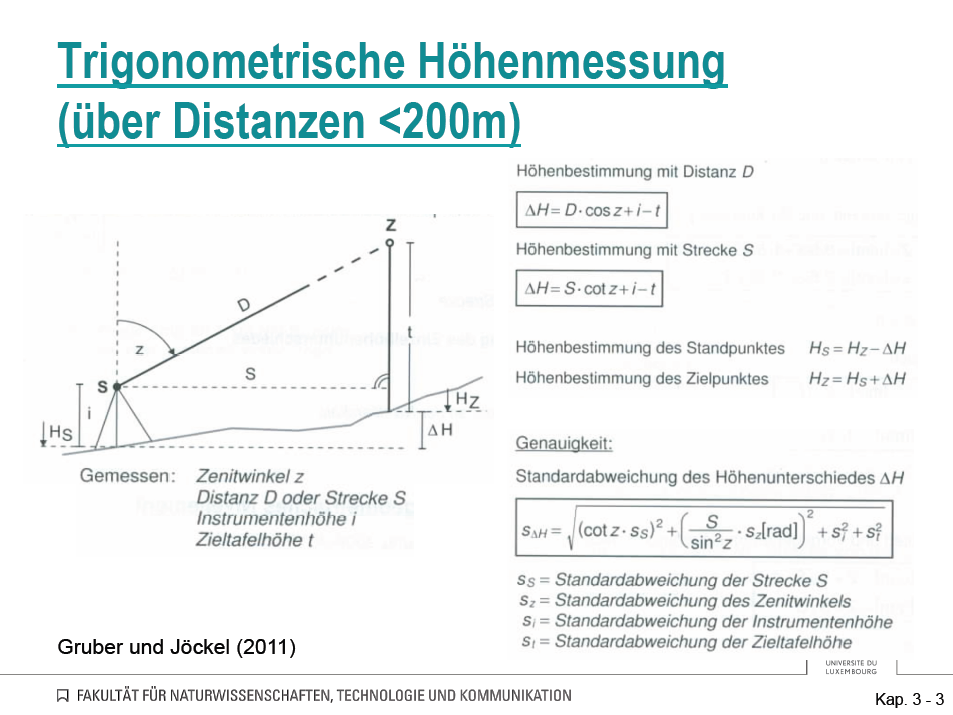 Trigonometrische Höhenmessung
(über Distanzen <200m)
Höhenbestimmung mit Distanz D
ΔH = D·cos z + i – t
Höhenbestimmung mit Strecke S
ΔH = S·cot z + i – t
Höhenbestimmung des Standpunktes H_S = H_Z – ΔH
Höhenbestimmung des Zielpunktes H_Z = H_S + ΔH
Z
D
t
z
S
S
i
H_S
H_Z
ΔH
Gemessen: Zenitwinkel z
Distanz D oder Strecke S
Instrumentenhöhe i
Zieltafelhöhe t
Genauigkeit:
Standardabweichung des Höhenunterschiedes ΔH
s_ΔH = √((cot z · s_S)² + (S / sin² z · s_z[rad])² + s_i² + s_t²)
s_S = Standardabweichung der Strecke S
s_z = Standardabweichung des Zenitwinkels
s_i = Standardabweichung der Instrumentenhöhe
s_t = Standardabweichung der Zieltafelhöhe
Gruber und Jöckel (2011)
UNIVERSITÉ DU
LUXEMBOURG
FAKULTÄT FÜR NATURWISSENSCHAFTEN, TECHNOLOGIE UND KOMMUNIKATION
Kap. 3 - 3